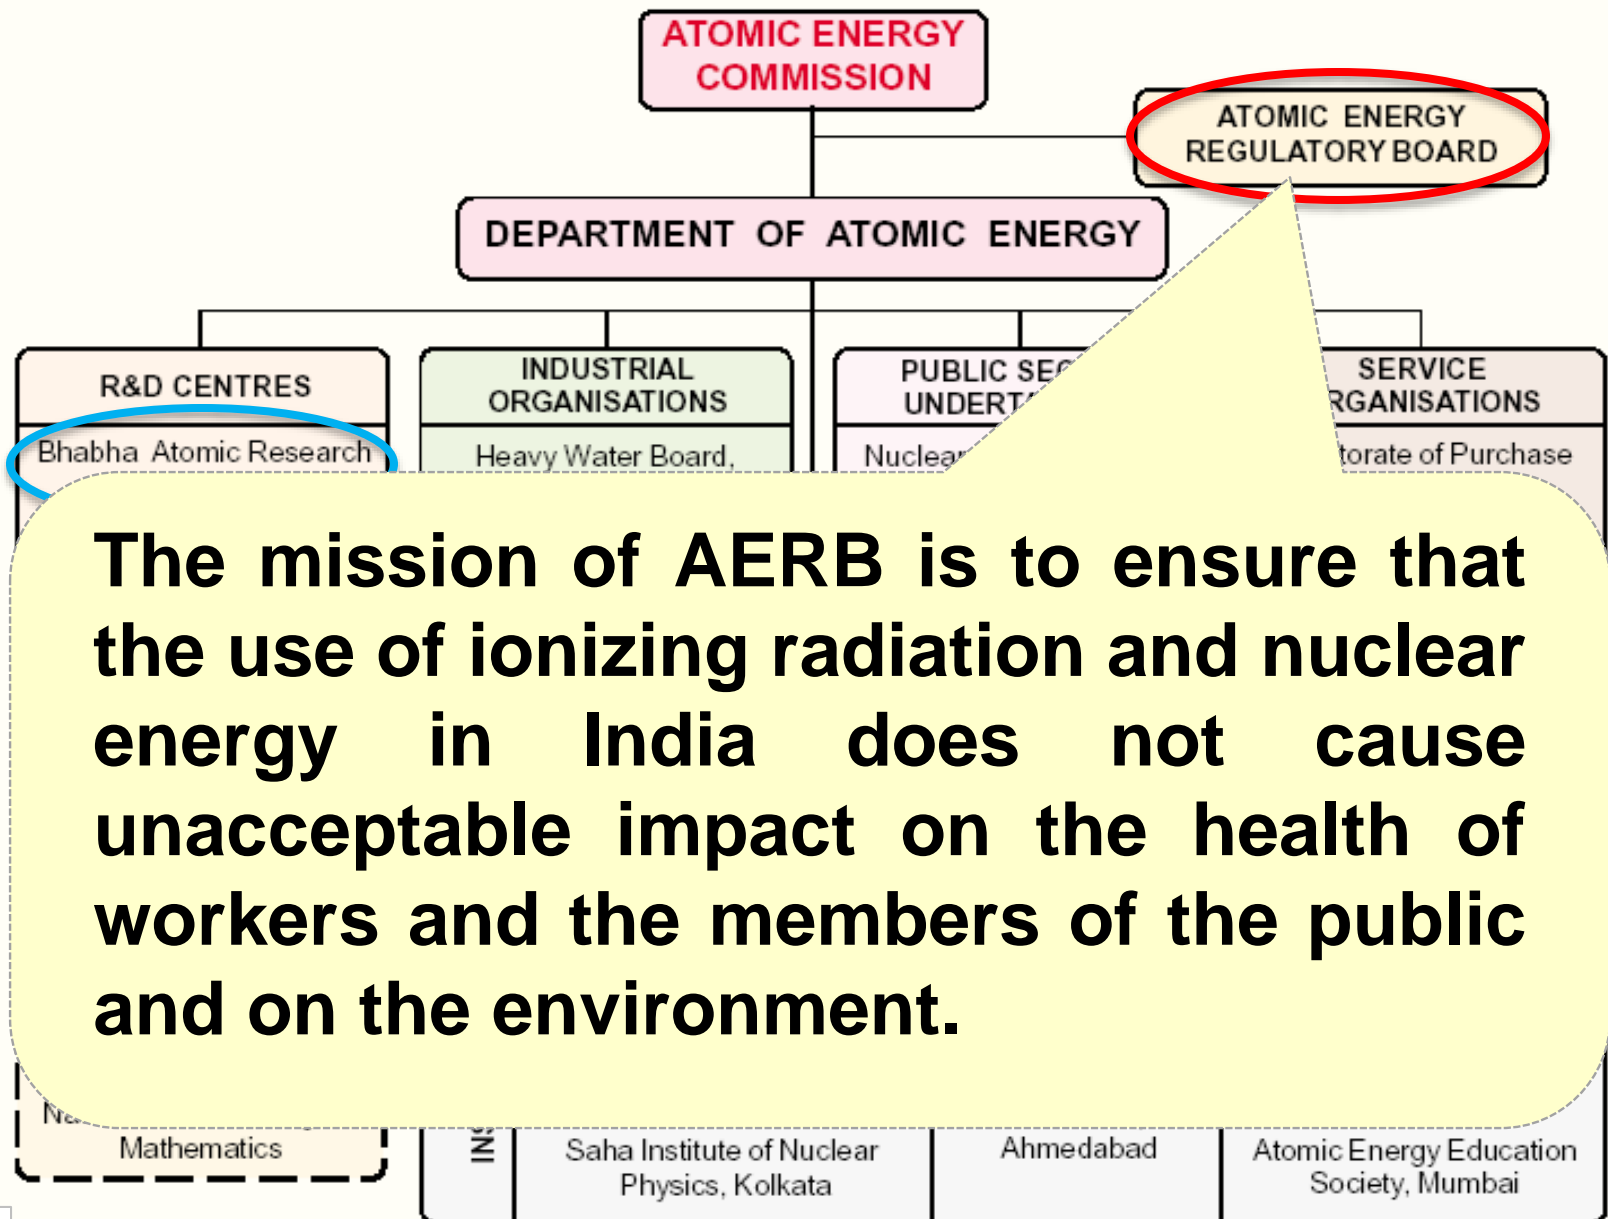 ATOMIC ENERGY
COMMISSION
ATOMIC ENERGY
REGULATORY BOARD
DEPARTMENT OF ATOMIC ENERGY
R&D CENTRES
INDUSTRIAL
ORGANISATIONS
PUBLIC
SERVICE
Bhabha Atomic Research
Heavy Water Board,
of Purchase
The mission of AERB is to ensure that
the use of ionizing radiation and nuclear
energy in India does not cause
unacceptable impact on the health of
workers and the members of the public
and on the environment.
Mathematics
Saha Institute of Nuclear
Physics, Kolkata
Ahmedabad
Atomic Energy Education
Society, Mumbai